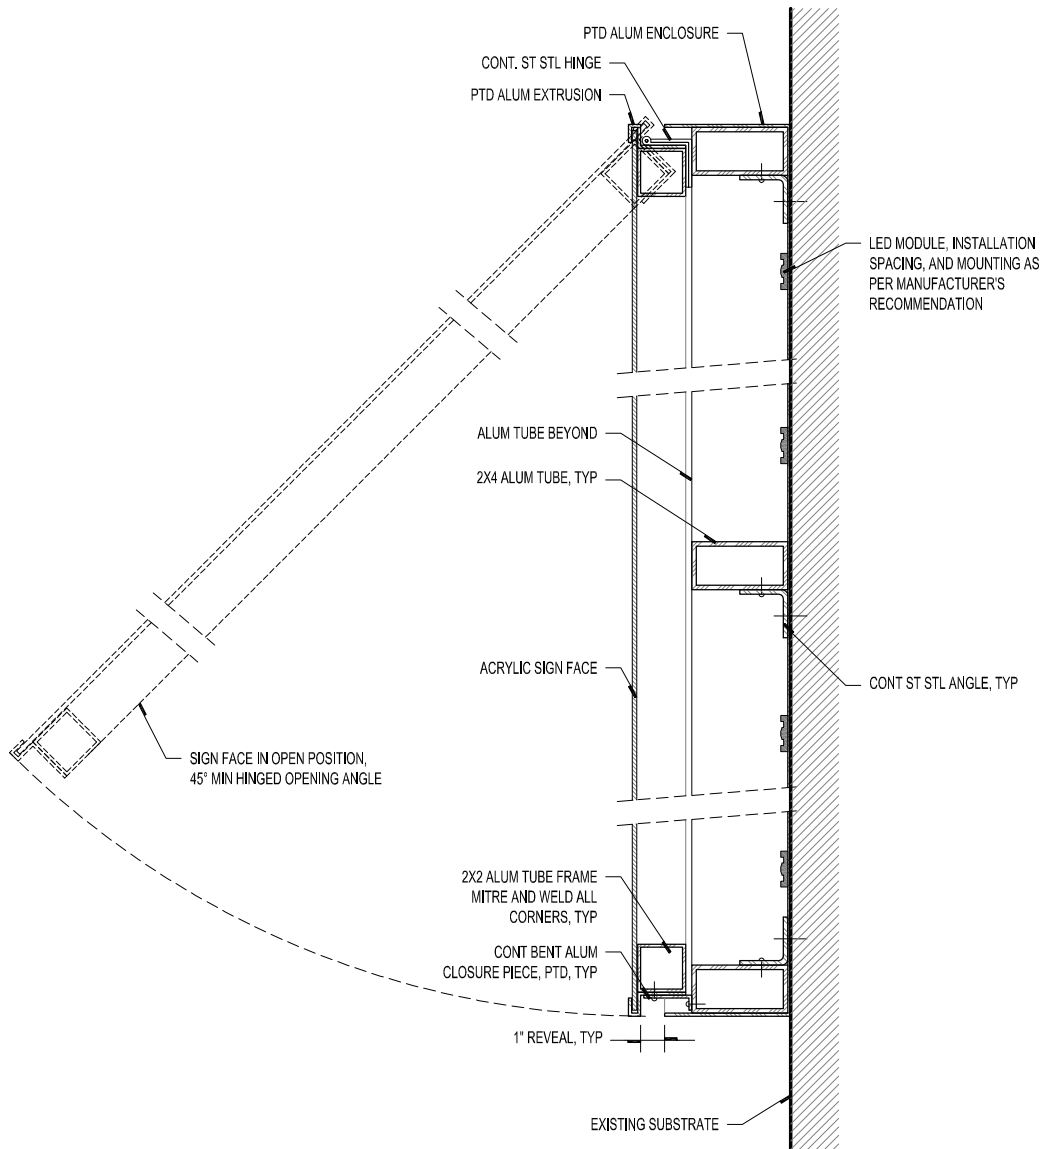 PTD ALUM ENCLOSURE
CONT. ST STL HINGE
PTD ALUM EXTRUSION
LED MODULE, INSTALLATION
SPACING, AND MOUNTING AS
PER MANUFACTURER'S
RECOMMENDATION
ALUM TUBE BEYOND
2X4 ALUM TUBE, TYP
ACRYLIC SIGN FACE
CONT ST STL ANGLE, TYP
SIGN FACE IN OPEN POSITION,
45° MIN HINGED OPENING ANGLE
2X2 ALUM TUBE FRAME
MITRE AND WELD ALL
CORNERS, TYP
CONT BENT ALUM
CLOSURE PIECE, PTD, TYP
1" REVEAL, TYP
EXISTING SUBSTRATE